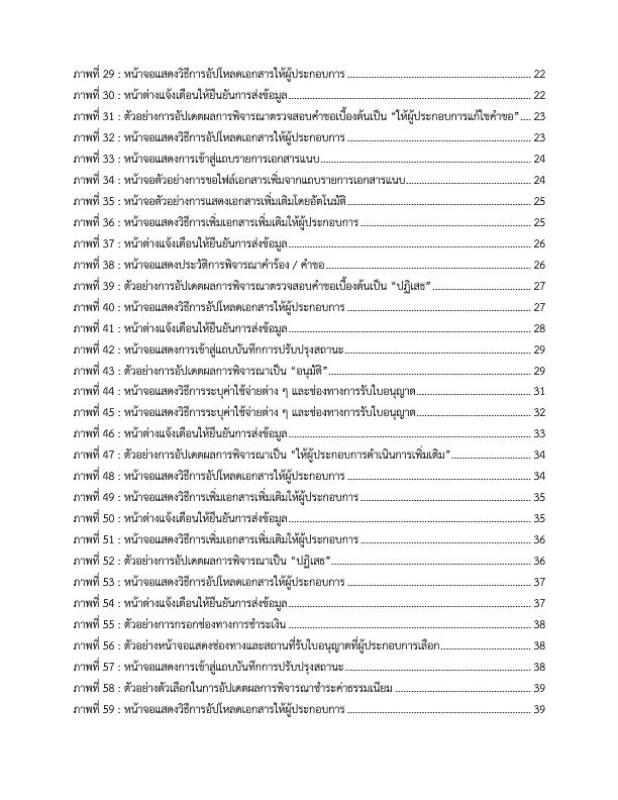 ภาพที่ 29 : หน้าจอแสดงวิธีการอัปโหลดเอกสารให้ผู้ประกอบการ ........ 22
ภาพที่ 30 : หน้าต่างแจ้งเตือนให้ยืนยันการส่งข้อมูล ........ 22
ภาพที่ 31 : ตัวอย่างการอัปเดตผลการพิจารณาตรวจสอบคำขอเบื้องต้นเป็น “ให้ผู้ประกอบการแก้ไขคำขอ” .... 23
ภาพที่ 32 : หน้าจอแสดงวิธีการอัปโหลดเอกสารให้ผู้ประกอบการ ........ 23
ภาพที่ 33 : หน้าจอแสดงการเข้าสู่แถบรายการเอกสารแนบ ........ 24
ภาพที่ 34 : หน้าจอตัวอย่างการขอไฟล์เอกสารเพิ่มจากแถบรายการเอกสารแนบ ........ 24
ภาพที่ 35 : หน้าจอตัวอย่างการแสดงเอกสารเพิ่มเติมโดยอัตโนมัติ ........ 25
ภาพที่ 36 : หน้าจอแสดงวิธีการเพิ่มเอกสารเพิ่มเติมให้ผู้ประกอบการ ........ 25
ภาพที่ 37 : หน้าต่างแจ้งเตือนให้ยืนยันการส่งข้อมูล ........ 26
ภาพที่ 38 : หน้าจอแสดงประวัติการพิจารณาคำร้อง / คำขอ ........ 26
ภาพที่ 39 : ตัวอย่างการอัปเดตผลการพิจารณาตรวจสอบคำขอเบื้องต้นเป็น “ปฏิเสธ” ........ 27
ภาพที่ 40 : หน้าจอแสดงวิธีการอัปโหลดเอกสารให้ผู้ประกอบการ ........ 27
ภาพที่ 41 : หน้าต่างแจ้งเตือนให้ยืนยันการส่งข้อมูล ........ 28
ภาพที่ 42 : หน้าจอแสดงการเข้าสู่แถบบันทึกการปรับปรุงสถานะ ........ 29
ภาพที่ 43 : ตัวอย่างการอัปเดตผลการพิจารณาเป็น “อนุมัติ” ........ 29
ภาพที่ 44 : หน้าจอแสดงวิธีการระบุค่าใช้จ่ายต่าง ๆ และช่องทางการรับใบอนุญาต ........ 31
ภาพที่ 45 : หน้าจอแสดงวิธีการระบุค่าใช้จ่ายต่าง ๆ และช่องทางการรับใบอนุญาต ........ 32
ภาพที่ 46 : หน้าต่างแจ้งเตือนให้ยืนยันการส่งข้อมูล ........ 33
ภาพที่ 47 : ตัวอย่างการอัปเดตผลการพิจารณาเป็น “ให้ผู้ประกอบการดำเนินการเพิ่มเติม” ........ 34
ภาพที่ 48 : หน้าจอแสดงวิธีการอัปโหลดเอกสารให้ผู้ประกอบการ ........ 34
ภาพที่ 49 : หน้าจอแสดงวิธีการเพิ่มเอกสารเพิ่มเติมให้ผู้ประกอบการ ........ 35
ภาพที่ 50 : หน้าต่างแจ้งเตือนให้ยืนยันการส่งข้อมูล ........ 35
ภาพที่ 51 : หน้าจอแสดงวิธีการเพิ่มเอกสารเพิ่มเติมให้ผู้ประกอบการ ........ 36
ภาพที่ 52 : ตัวอย่างการอัปเดตผลการพิจารณาเป็น “ปฏิเสธ” ........ 36
ภาพที่ 53 : หน้าจอแสดงวิธีการอัปโหลดเอกสารให้ผู้ประกอบการ ........ 37
ภาพที่ 54 : หน้าต่างแจ้งเตือนให้ยืนยันการส่งข้อมูล ........ 37
ภาพที่ 55 : ตัวอย่างการกรอกช่องทางการชำระเงิน ........ 38
ภาพที่ 56 : ตัวอย่างหน้าจอแสดงช่องทางและสถานที่รับใบอนุญาตที่ผู้ประกอบการเลือก ........ 38
ภาพที่ 57 : หน้าจอแสดงการเข้าสู่แถบบันทึกการปรับปรุงสถานะ ........ 38
ภาพที่ 58 : ตัวอย่างตัวเลือกในการอัปเดตผลการพิจารณาชำระค่าธรรมเนียม ........ 39
ภาพที่ 59 : หน้าจอแสดงวิธีการอัปโหลดเอกสารให้ผู้ประกอบการ ........ 39